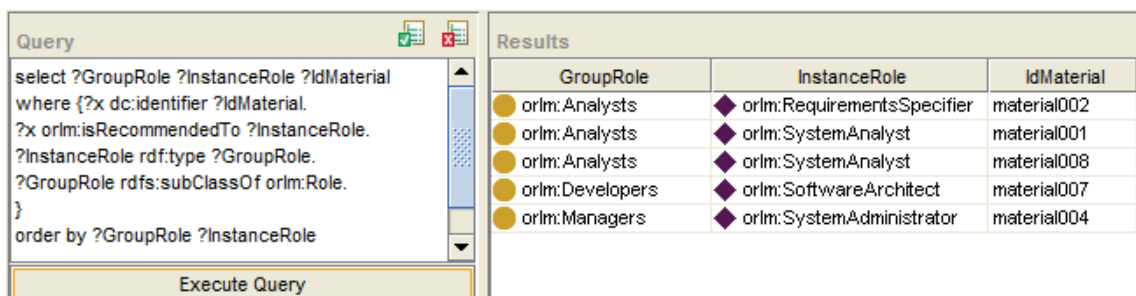 Query
select ?GroupRole ?InstanceRole ?IdMaterial
where {?x dc:identifier ?IdMaterial.
?x orlm:isRecommendedTo ?InstanceRole.
?InstanceRole rdf:type ?GroupRole.
?GroupRole rdfs:subClassOf orlm:Role.
}
order by ?GroupRole ?InstanceRole
Execute Query
Results
GroupRole InstanceRole IdMaterial
orlm:Analysts orlm:RequirementsSpecifier material002
orlm:Analysts orlm:SystemAnalyst material001
orlm:Analysts orlm:SystemAnalyst material008
orlm:Developers orlm:SoftwareArchitect material007
orlm:Managers orlm:SystemAdministrator material004